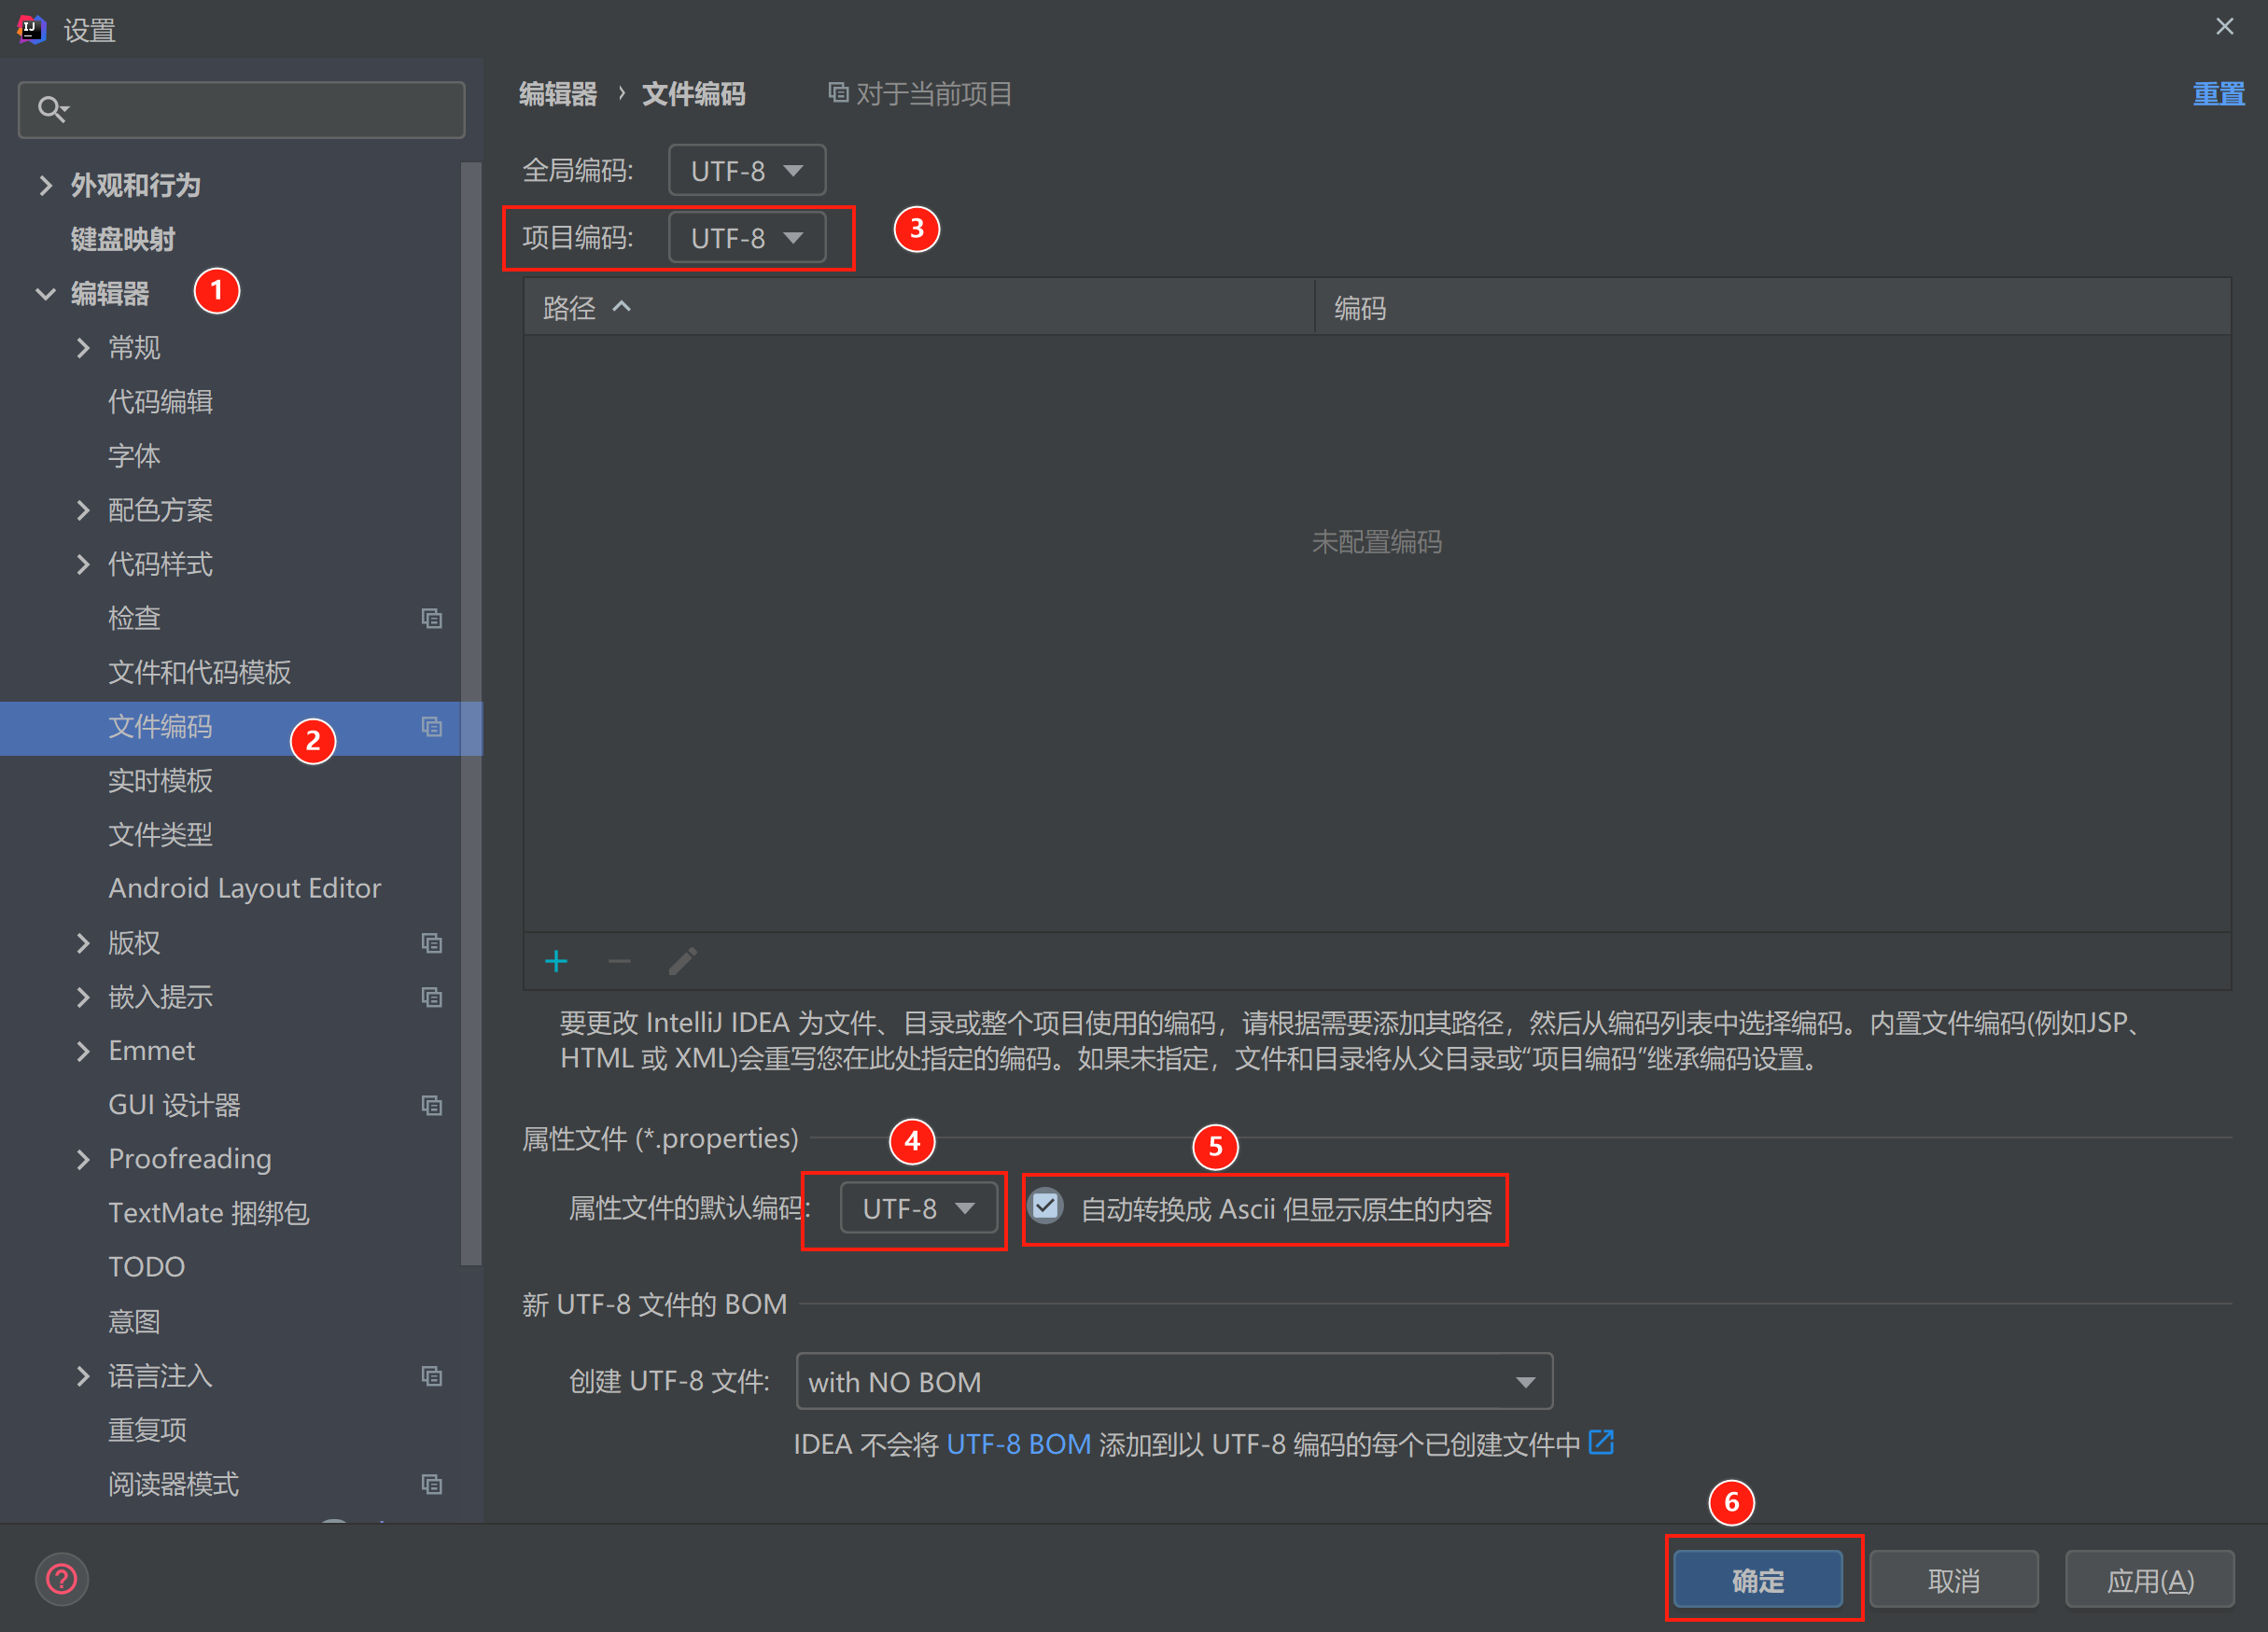 设置
外观和行为
键盘映射
编辑器 1
常规
代码编辑
字体
配色方案
代码样式
检查
文件和代码模板
文件编码 2
实时模板
文件类型
Android Layout Editor
版权
嵌入提示
Emmet
GUI 设计器
Proofreading
TextMate 捆绑包
TODO
意图
语言注入
重复项
阅读器模式
编辑器 › 文件编码 对于当前项目 重置
全局编码: UTF-8
项目编码: UTF-8 3
路径 编码
未配置编码
要更改 IntelliJ IDEA 为文件、目录或整个项目使用的编码，请根据需要添加其路径，然后从编码列表中选择编码。内置文件编码(例如JSP、
HTML 或 XML)会重写您在此处指定的编码。如果未指定，文件和目录将从父目录或“项目编码”继承编码设置。
属性文件 (*.properties) 4 5
属性文件的默认编码: UTF-8 自动转换成 Ascii 但显示原生的内容
新 UTF-8 文件的 BOM
创建 UTF-8 文件: with NO BOM
IDEA 不会将 UTF-8 BOM 添加到以 UTF-8 编码的每个已创建文件中
6
? 确定 取消 应用(A)